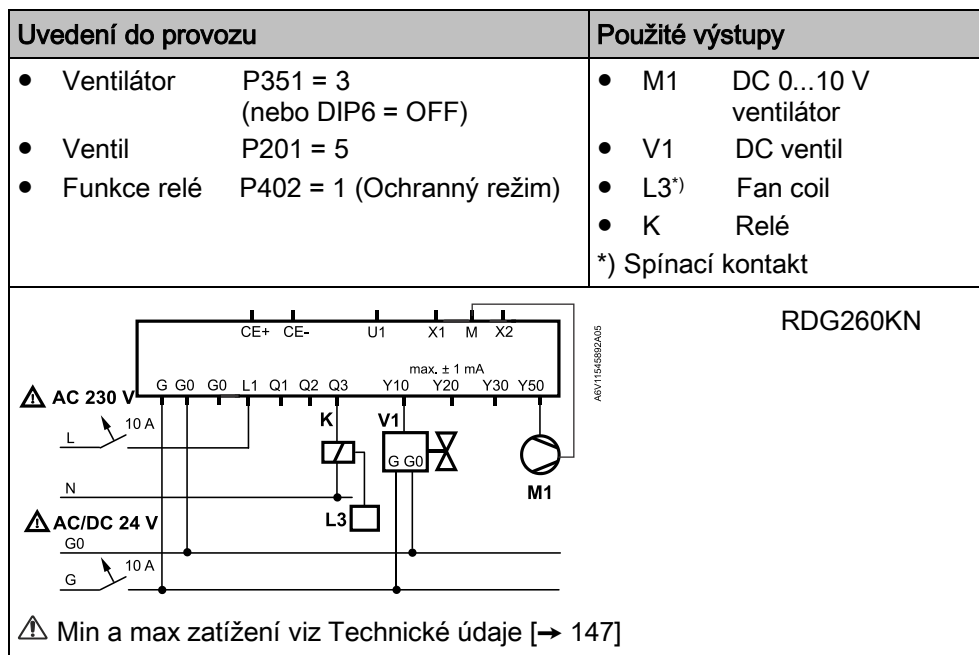 Uvedení do provozu
Použité výstupy
• Ventilátor P351 = 3
(nebo DIP6 = OFF)
• Ventil P201 = 5
• Funkce relé P402 = 1 (Ochranný režim)
• M1 DC 0...10 V
ventilátor
• V1 DC ventil
• L3*) Fan coil
• K Relé
*) Spínací kontakt
RDG260KN
CE+ CE- U1 X1 M X2
max. ± 1 mA
G G0 G0 L1 Q1 Q2 Q3 Y10 Y20 Y30 Y50
A6V11545892A05
⚠ AC 230 V
L 10 A
K
V1
G G0
M1
N
L3
⚠ AC/DC 24 V
G0
G 10 A
⚠ Min a max zatížení viz Technické údaje [→ 147]